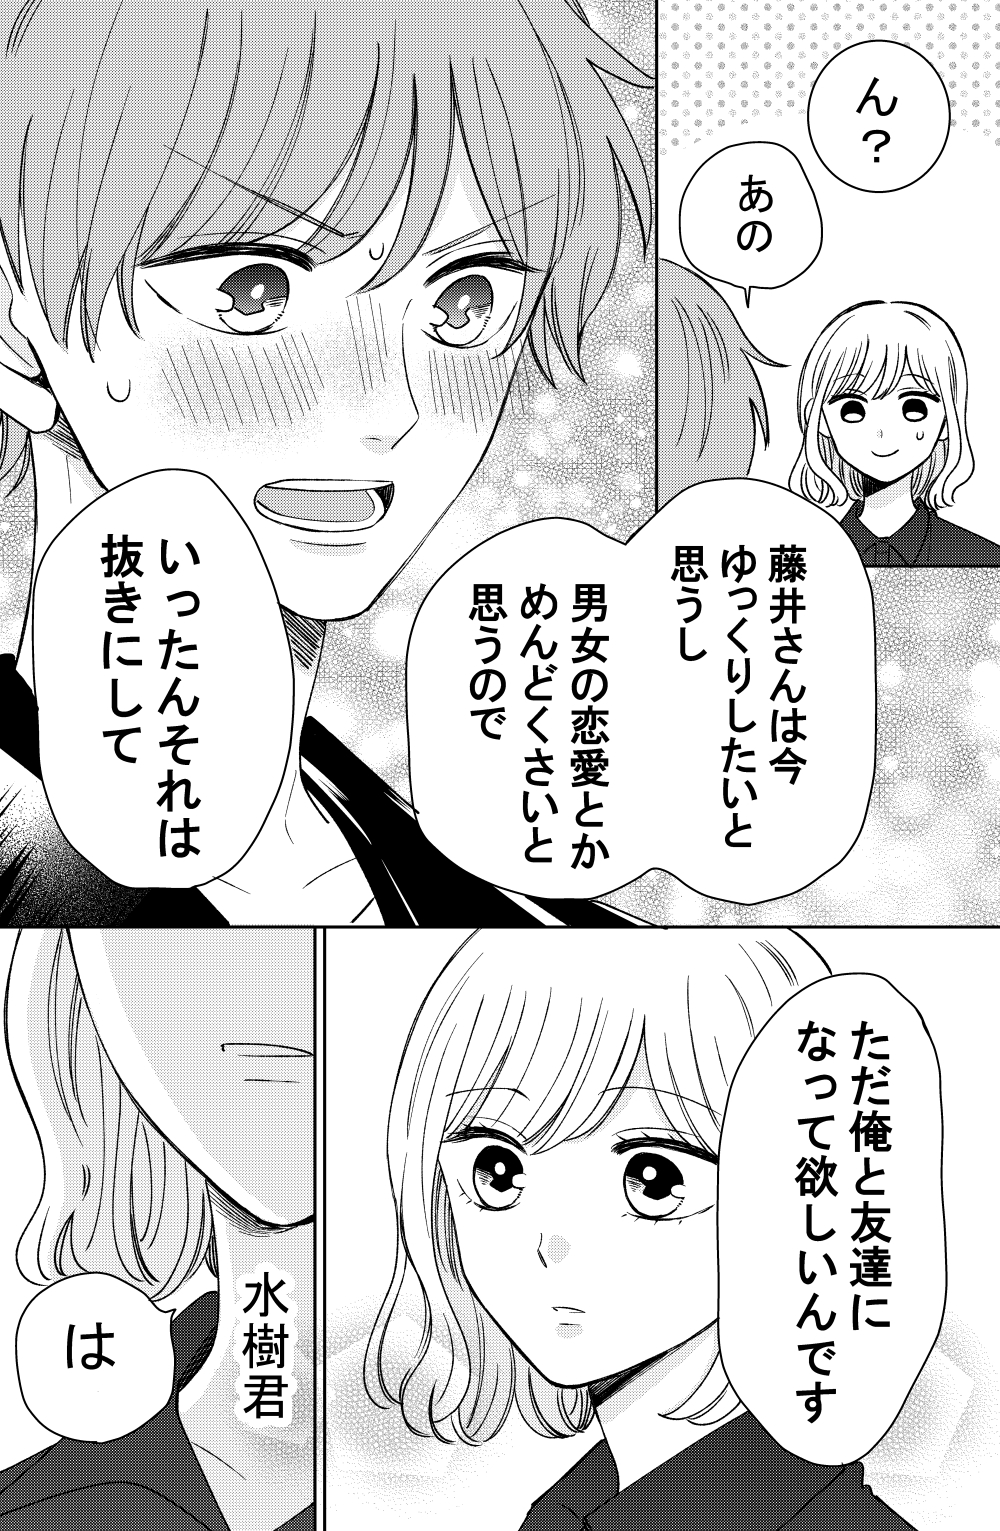 ん？
あの
藤井さんは今
ゆっくりしたいと
思うし
男女の恋愛とか
めんどくさいと
思うので
いったんそれは
抜きにして
ただ俺と友達に
なって欲しいんです
水樹君
は